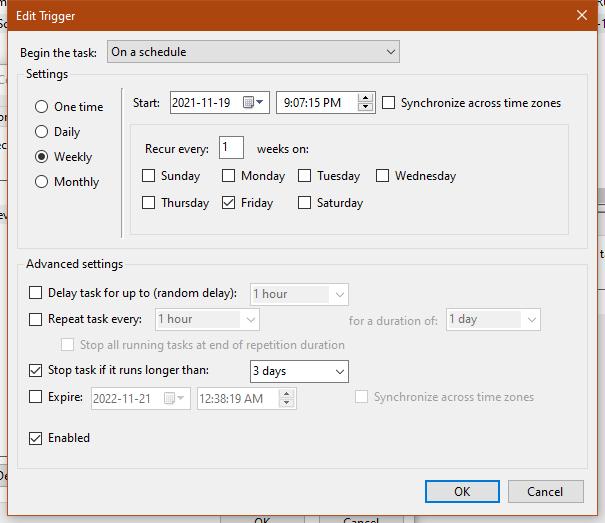 Edit Trigger
Begin the task: On a schedule
Settings
One time
Daily
Weekly
Monthly
Start: 2021-11-19 9:07:15 PM Synchronize across time zones
Recur every: 1 weeks on:
Sunday Monday Tuesday Wednesday
Thursday Friday Saturday
Advanced settings
Delay task for up to (random delay): 1 hour
Repeat task every: 1 hour for a duration of: 1 day
Stop all running tasks at end of repetition duration
Stop task if it runs longer than: 3 days
Expire: 2022-11-21 12:38:19 AM Synchronize across time zones
Enabled
OK Cancel
OK Cancel